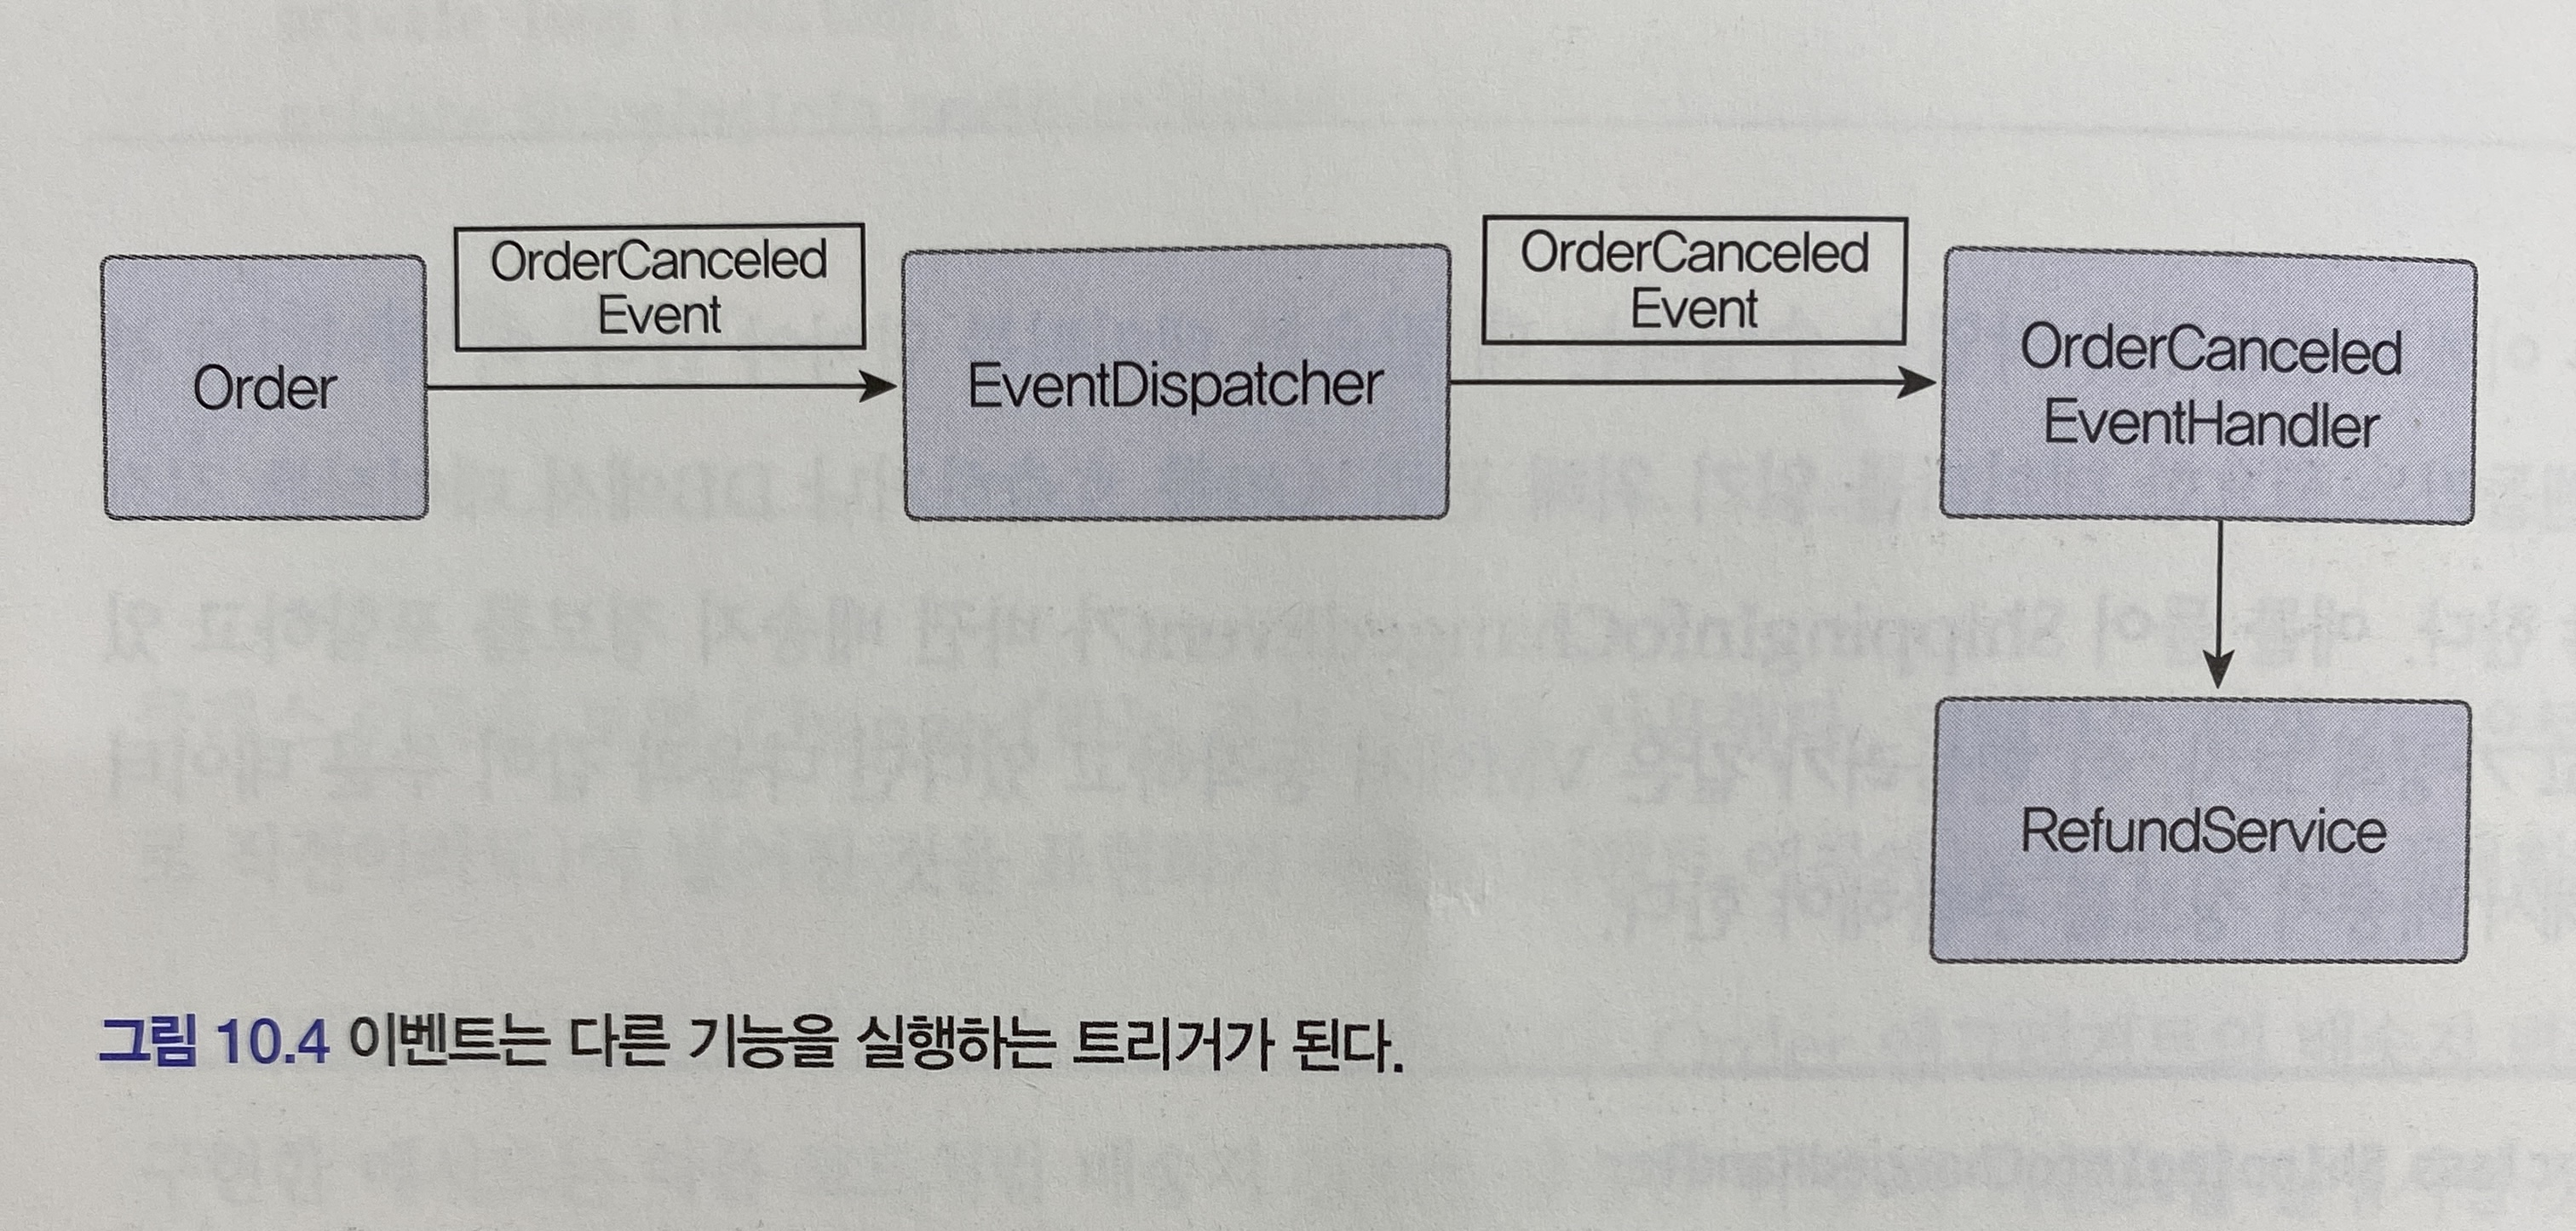 Order
OrderCanceled
Event
EventDispatcher
OrderCanceled
Event
OrderCanceled
EventHandler
RefundService
그림 10.4 이벤트는 다른 기능을 실행하는 트리거가 된다.